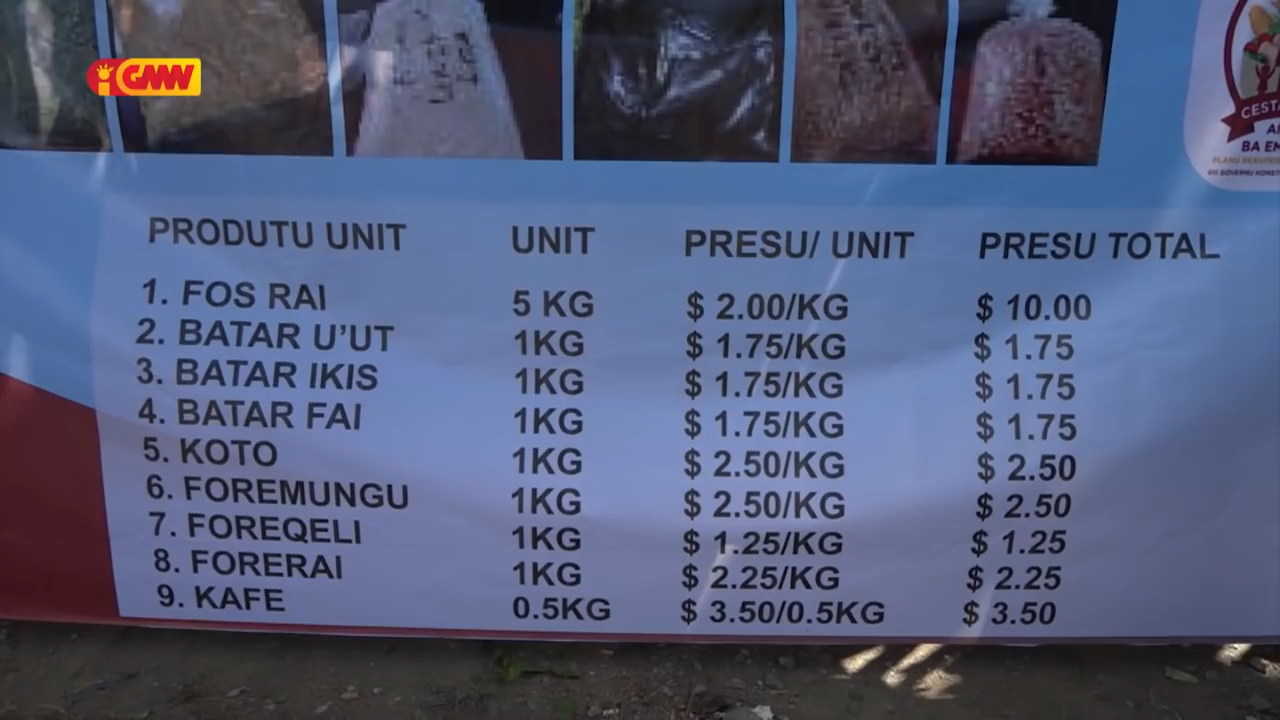 GMW
CESTA
BA EM
PRODUTU UNIT UNIT PRESU/ UNIT PRESU TOTAL
1. FOS RAI 5 KG $ 2.00/KG $ 10.00
2. BATAR U'UT 1KG $ 1.75/KG $ 1.75
3. BATAR IKIS 1KG $ 1.75/KG $ 1.75
4. BATAR FAI 1KG $ 1.75/KG $ 1.75
5. KOTO 1KG $ 2.50/KG $ 2.50
6. FOREMUNGU 1KG $ 2.50/KG $ 2.50
7. FOREQELI 1KG $ 1.25/KG $ 1.25
8. FORERAI 1KG $ 2.25/KG $ 2.25
9. KAFE 0.5KG $ 3.50/0.5KG $ 3.50